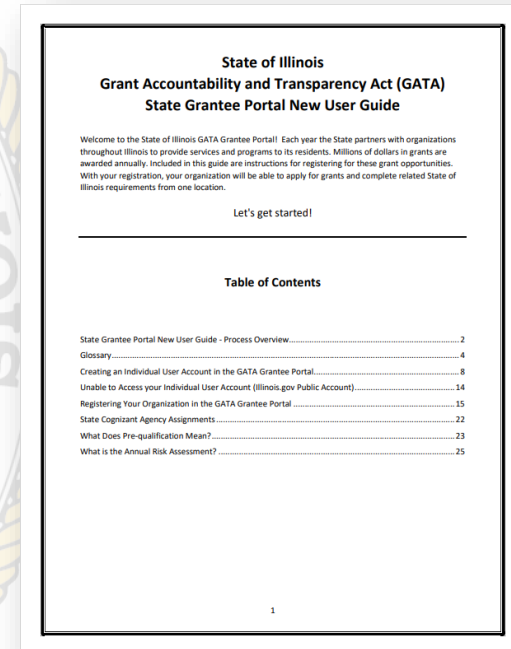 State of Illinois
Grant Accountability and Transparency Act (GATA)
State Grantee Portal New User Guide
Welcome to the State of Illinois GATA Grantee Portal! Each year the State partners with organizations
throughout Illinois to provide services and programs to its residents. Millions of dollars in grants are
awarded annually. Included in this guide are instructions for registering for these grant opportunities.
With your registration, your organization will be able to apply for grants and complete related State of
Illinois requirements from one location.
Let's get started!
Table of Contents
State Grantee Portal New User Guide - Process Overview 2
Glossary 4
Creating an Individual User Account in the GATA Grantee Portal 8
Unable to Access your Individual User Account (Illinois.gov Public Account) 14
Registering Your Organization in the GATA Grantee Portal 15
State Cognizant Agency Assignments 22
What Does Pre-qualification Mean? 23
What is the Annual Risk Assessment? 25
1